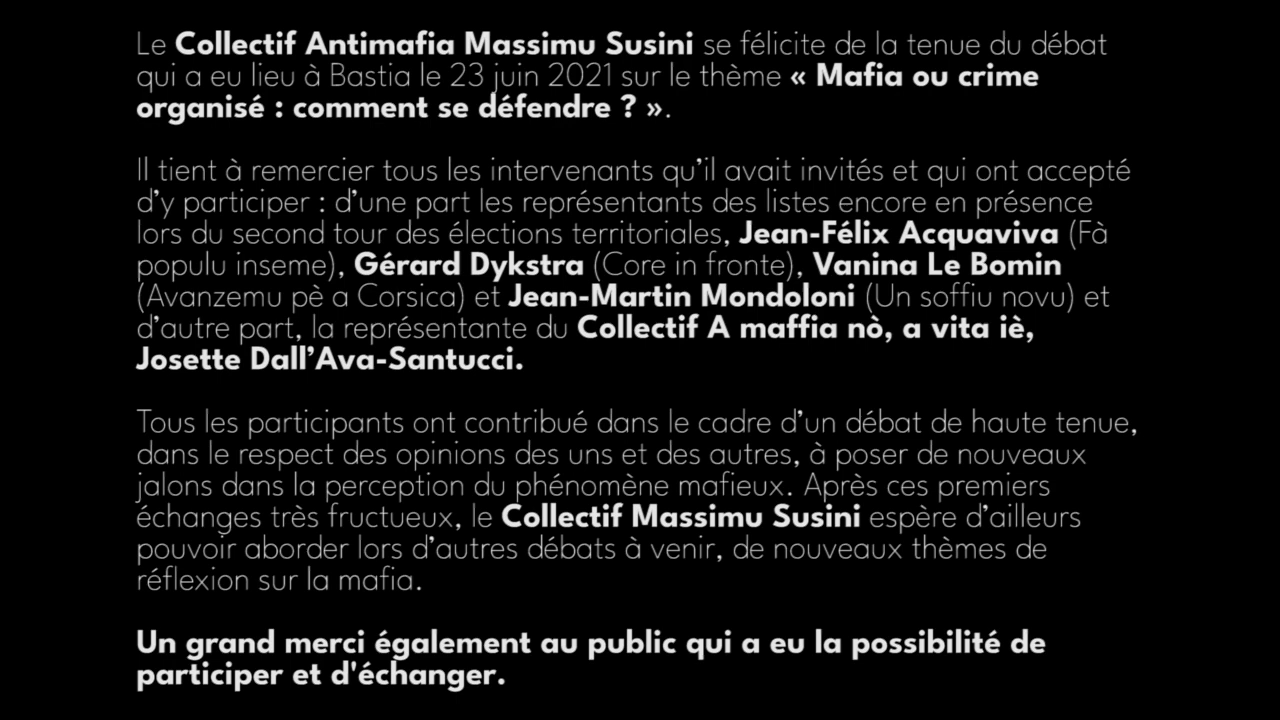 Le Collectif Antimafia Massimu Susini se félicite de la tenue du débat
qui a eu lieu à Bastia le 23 juin 2021 sur le thème « Mafia ou crime
organisé : comment se défendre ? ».
Il tient à remercier tous les intervenants qu’il avait invités et qui ont accepté
d’y participer : d’une part les représentants des listes encore en présence
lors du second tour des élections territoriales, Jean-Félix Acquaviva (Fà
populu inseme), Gérard Dykstra (Core in fronte), Vanina Le Bomin
(Avanzemu pè a Corsica) et Jean-Martin Mondoloni (Un soffiu novu) et
d’autre part, la représentante du Collectif A maffia nò, a vita iè,
Josette Dall’Ava-Santucci.
Tous les participants ont contribué dans le cadre d’un débat de haute tenue,
dans le respect des opinions des uns et des autres, à poser de nouveaux
jalons dans la perception du phénomène mafieux. Après ces premiers
échanges très fructueux, le Collectif Massimu Susini espère d’ailleurs
pouvoir aborder lors d’autres débats à venir, de nouveaux thèmes de
réflexion sur la mafia.
Un grand merci également au public qui a eu la possibilité de
participer et d'échanger.